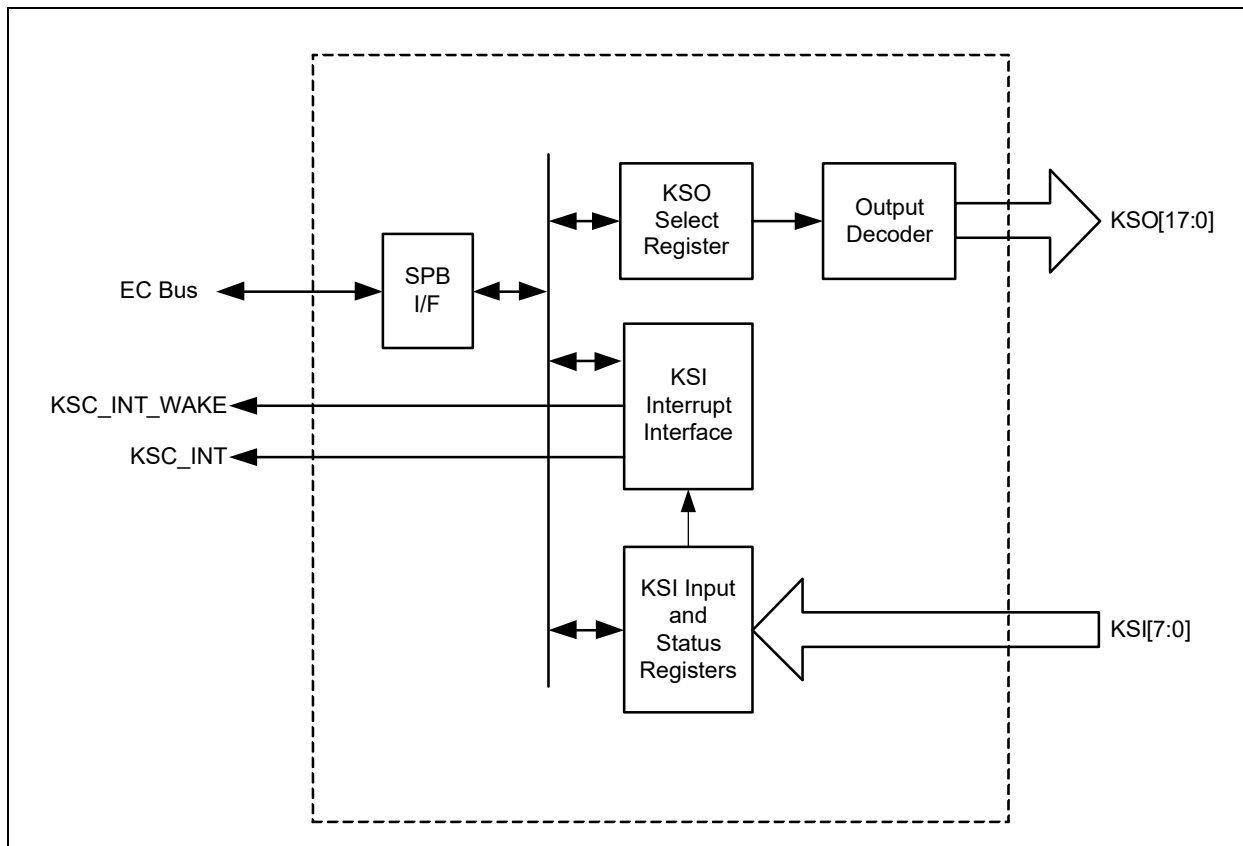 KSO
Select
Register
Output
Decoder
KSO[17:0]
EC Bus
SPB
I/F
KSI
Interrupt
Interface
KSC_INT_WAKE
KSC_INT
KSI Input
and
Status
Registers
KSI[7:0]